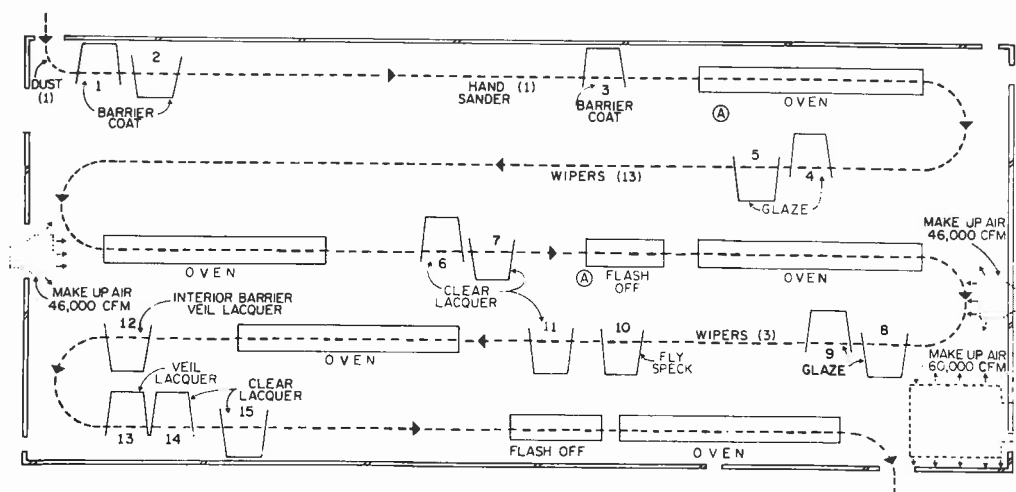 DUST
(1)
1
2
BARRIER
COAT
HAND (1)
SANDER
3
BARRIER
COAT
OVEN
A
5
4
WIPERS (13)
GLAZE
MAKE UP AIR
46,000 CFM
OVEN
6
7
A
FLASH
OFF
OVEN
CLEAR
LACQUER
MAKE UP AIR
46,000 CFM
INTERIOR BARRIER
VEIL LACQUER
12
OVEN
11
10
FLY
SPECK
WIPERS (3)
9
8
GLAZE
MAKE UP AIR
60,000 CFM
VEIL
LACQUER
CLEAR
LACQUER
13
14
15
FLASH OFF
OVEN